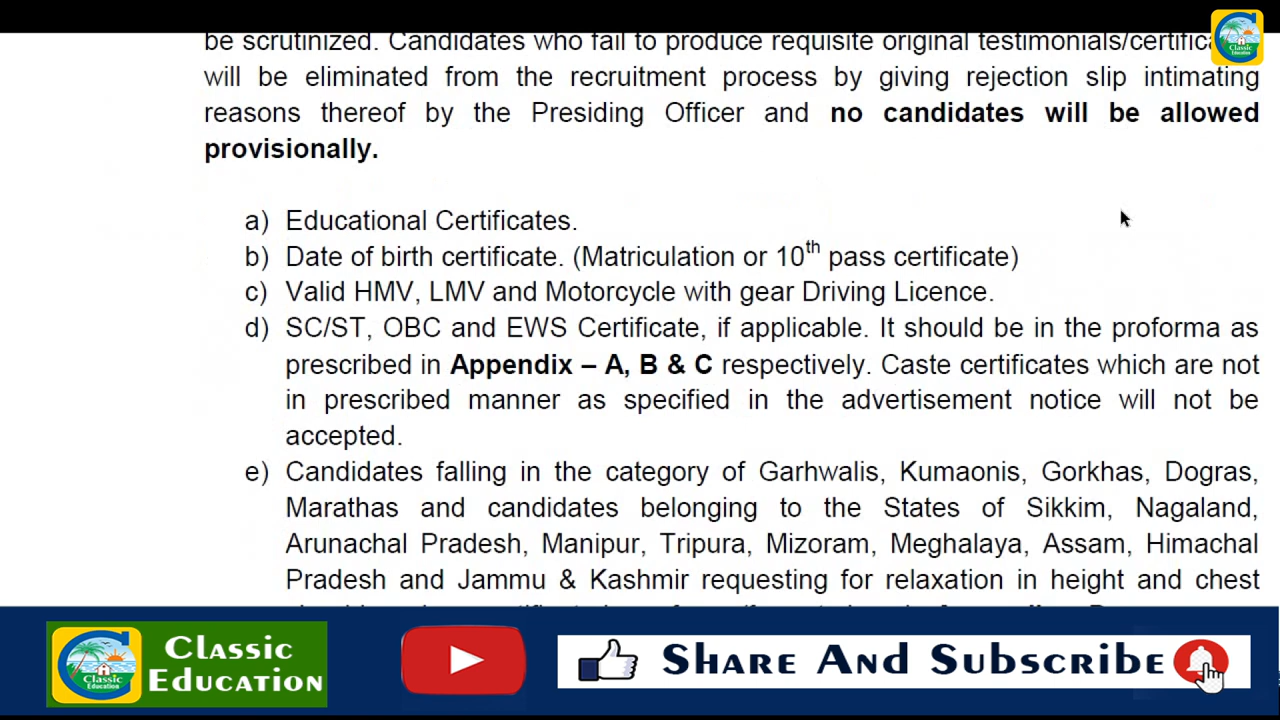 be scrutinized. Candidates who fail to produce requisite original
will be eliminated from the recruitment process by giving rejection slip intimating
reasons thereof by the Presiding Officer and no candidates will be allowed
provisionally.
a) Educational Certificates.
b) Date of birth certificate. (Matriculation or 10th pass certificate)
c) Valid HMV, LMV and Motorcycle with gear Driving Licence.
d) SC/ST, OBC and EWS Certificate, if applicable. It should be in the proforma as
prescribed in Appendix – A, B & C respectively. Caste certificates which are not
in prescribed manner as specified in the advertisement notice will not be
accepted.
e) Candidates falling in the category of Garhwalis, Kumaonis, Gorkhas, Dogras,
Marathas and candidates belonging to the States of Sikkim, Nagaland,
Arunachal Pradesh, Manipur, Tripura, Mizoram, Meghalaya, Assam, Himachal
Pradesh and Jammu & Kashmir requesting for relaxation in height and chest
Classic
Education
Classic
Education
Classic
Education
Share And Subscribe